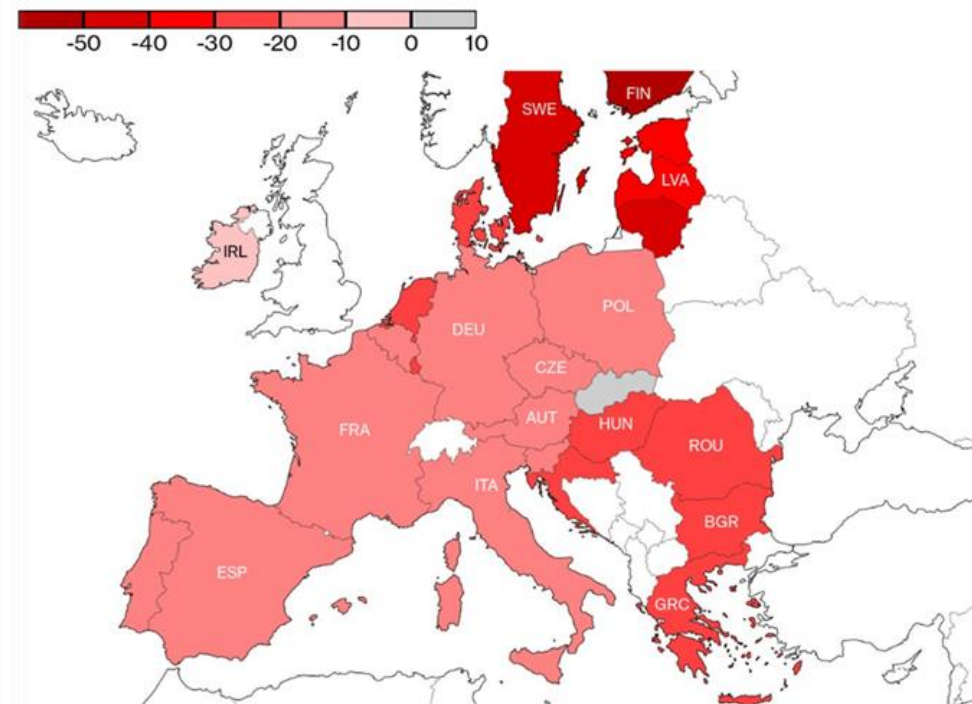 -50 -40 -30 -20 -10 0 10
SWE
FIN
LVA
IRL
POL
DEU
CZE
AUT
HUN
FRA
ROU
ITA
BGR
ESP
GRC